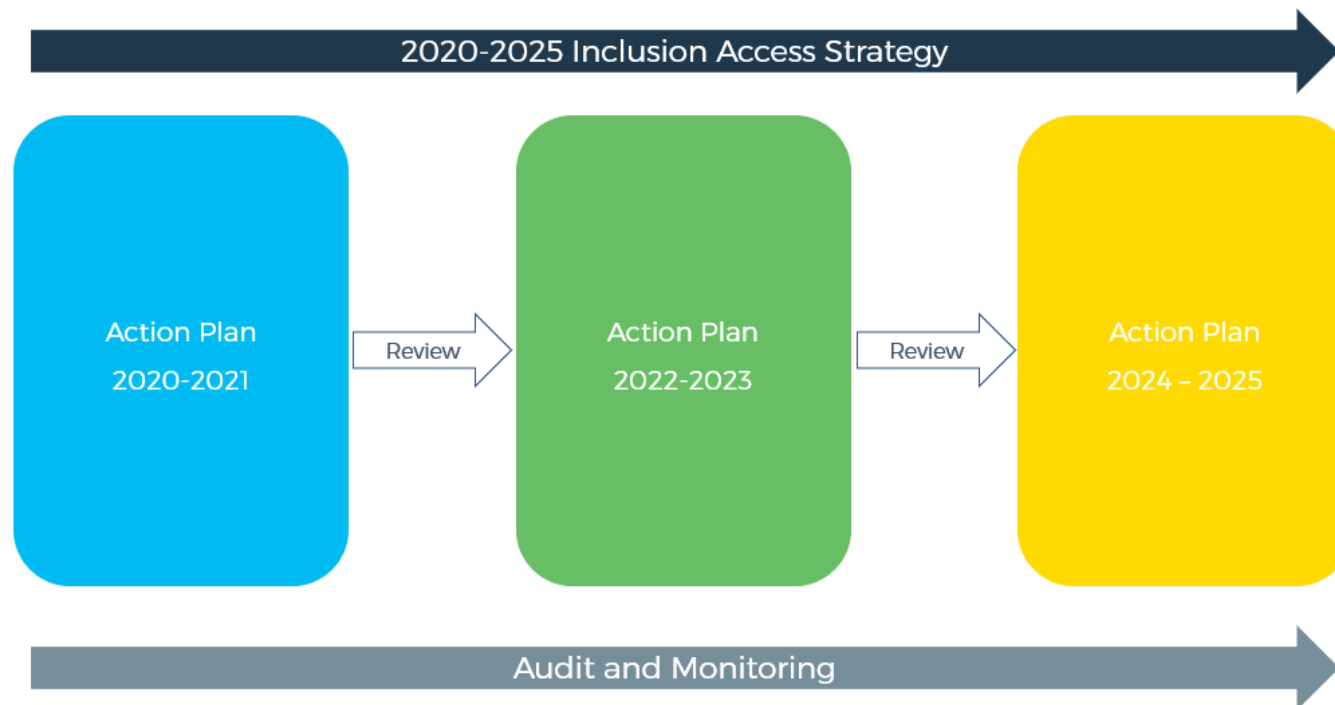 2020-2025 Inclusion Access Strategy
Action Plan
2020-2021
Review
Action Plan
2022-2023
Review
Action Plan
2024 – 2025
Audit and Monitoring